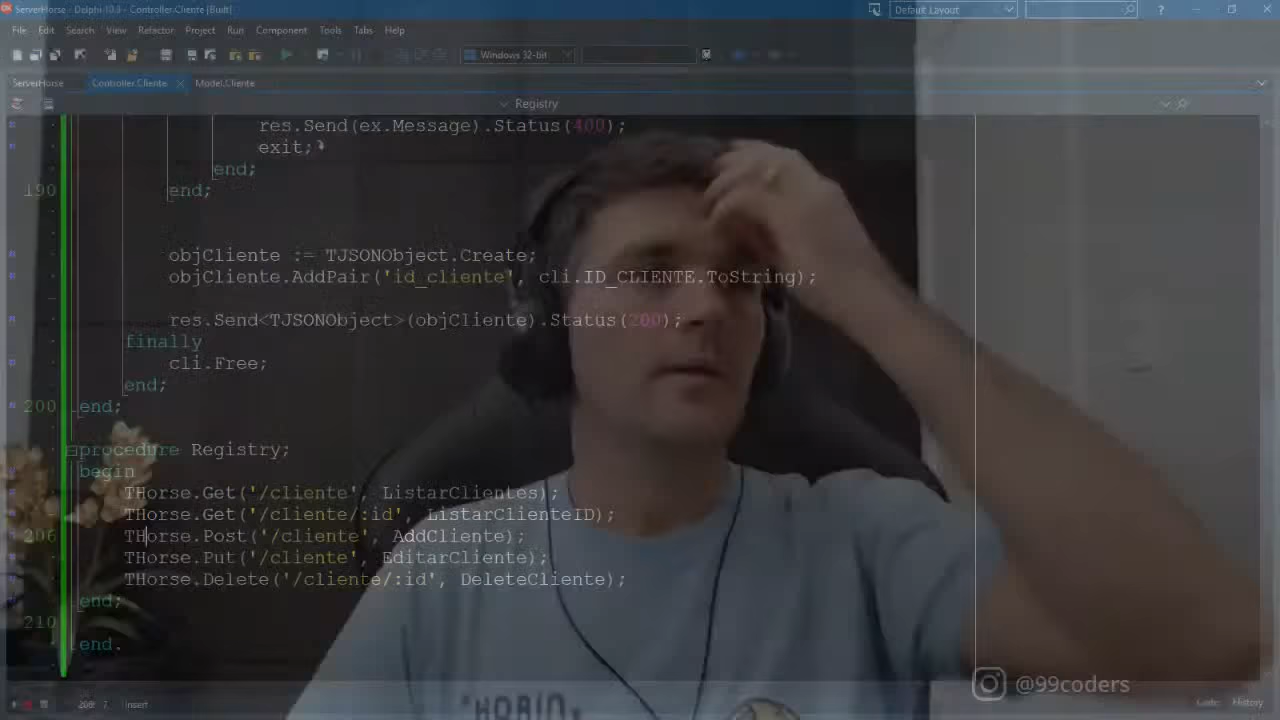 ServerHorse - Delphi 10.3 - Controller.Cliente [Built]
Default Layout
File Edit Search View Refactor Project Run Component Tools Tabs Help
Windows 32-bit
ServerHorse Controller.Cliente Model.Cliente
Registry
res.Send(ex.Message).Status(400);
exit;
end;
190 end;
objCliente := TJSONObject.Create;
objCliente.AddPair('id_cliente', cli.ID_CLIENTE.ToString);
res.Send<TJSONObject>(objCliente).Status(200);
finally
cli.Free;
end;
200 end;
procedure Registry;
begin
THorse.Get('/cliente', ListarClientes);
THorse.Get('/cliente/:id', ListarClienteID);
206 THorse.Post('/cliente', AddCliente);
THorse.Put('/cliente', EditarCliente);
THorse.Delete('/cliente/:id', DeleteCliente);
end;
210
end.
@99coders
Insert
Code History